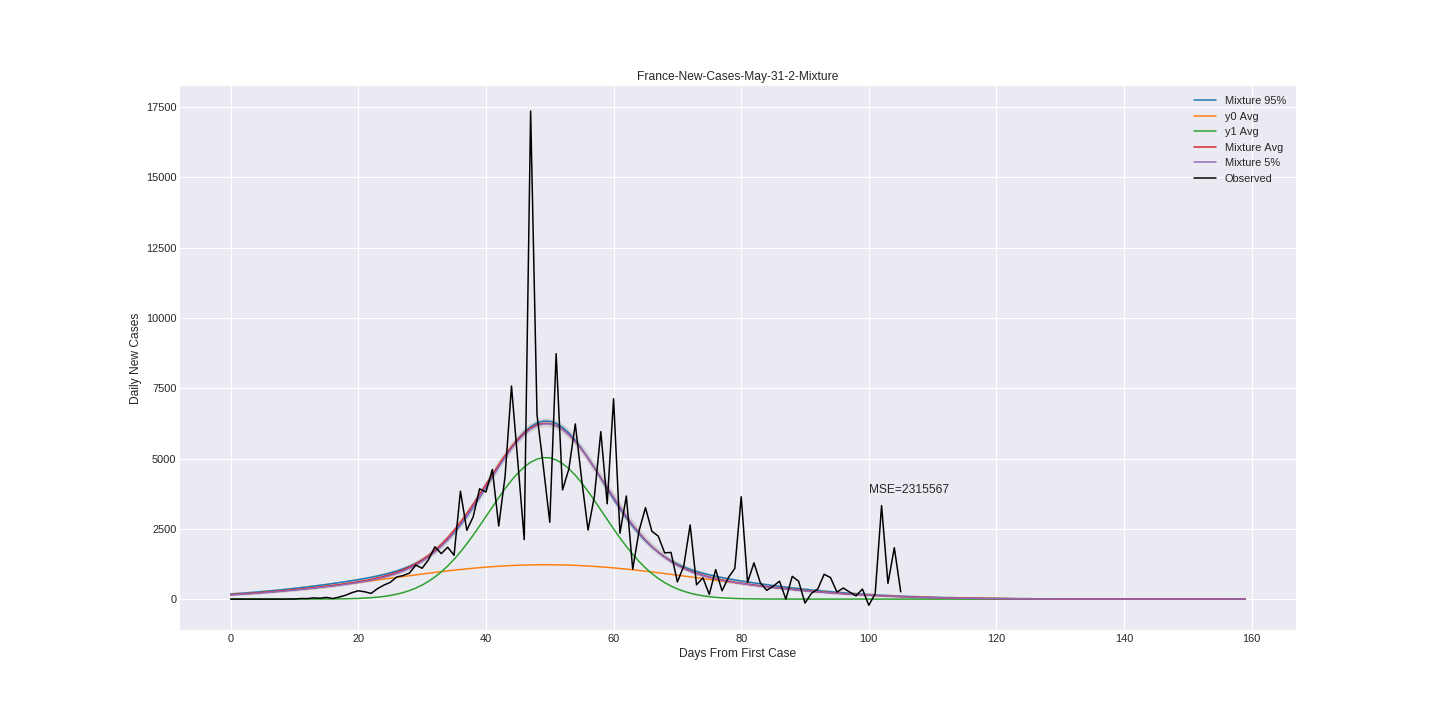 France-New-Cases-May-31-2-Mixture
17500
15000
12500
10000
7500
5000
2500
0
Daily New Cases
Mixture 95%
y0 Avg
y1 Avg
Mixture Avg
Mixture 5%
Observed
MSE=2315567
0 20 40 60 80 100 120 140 160
Days From First Case